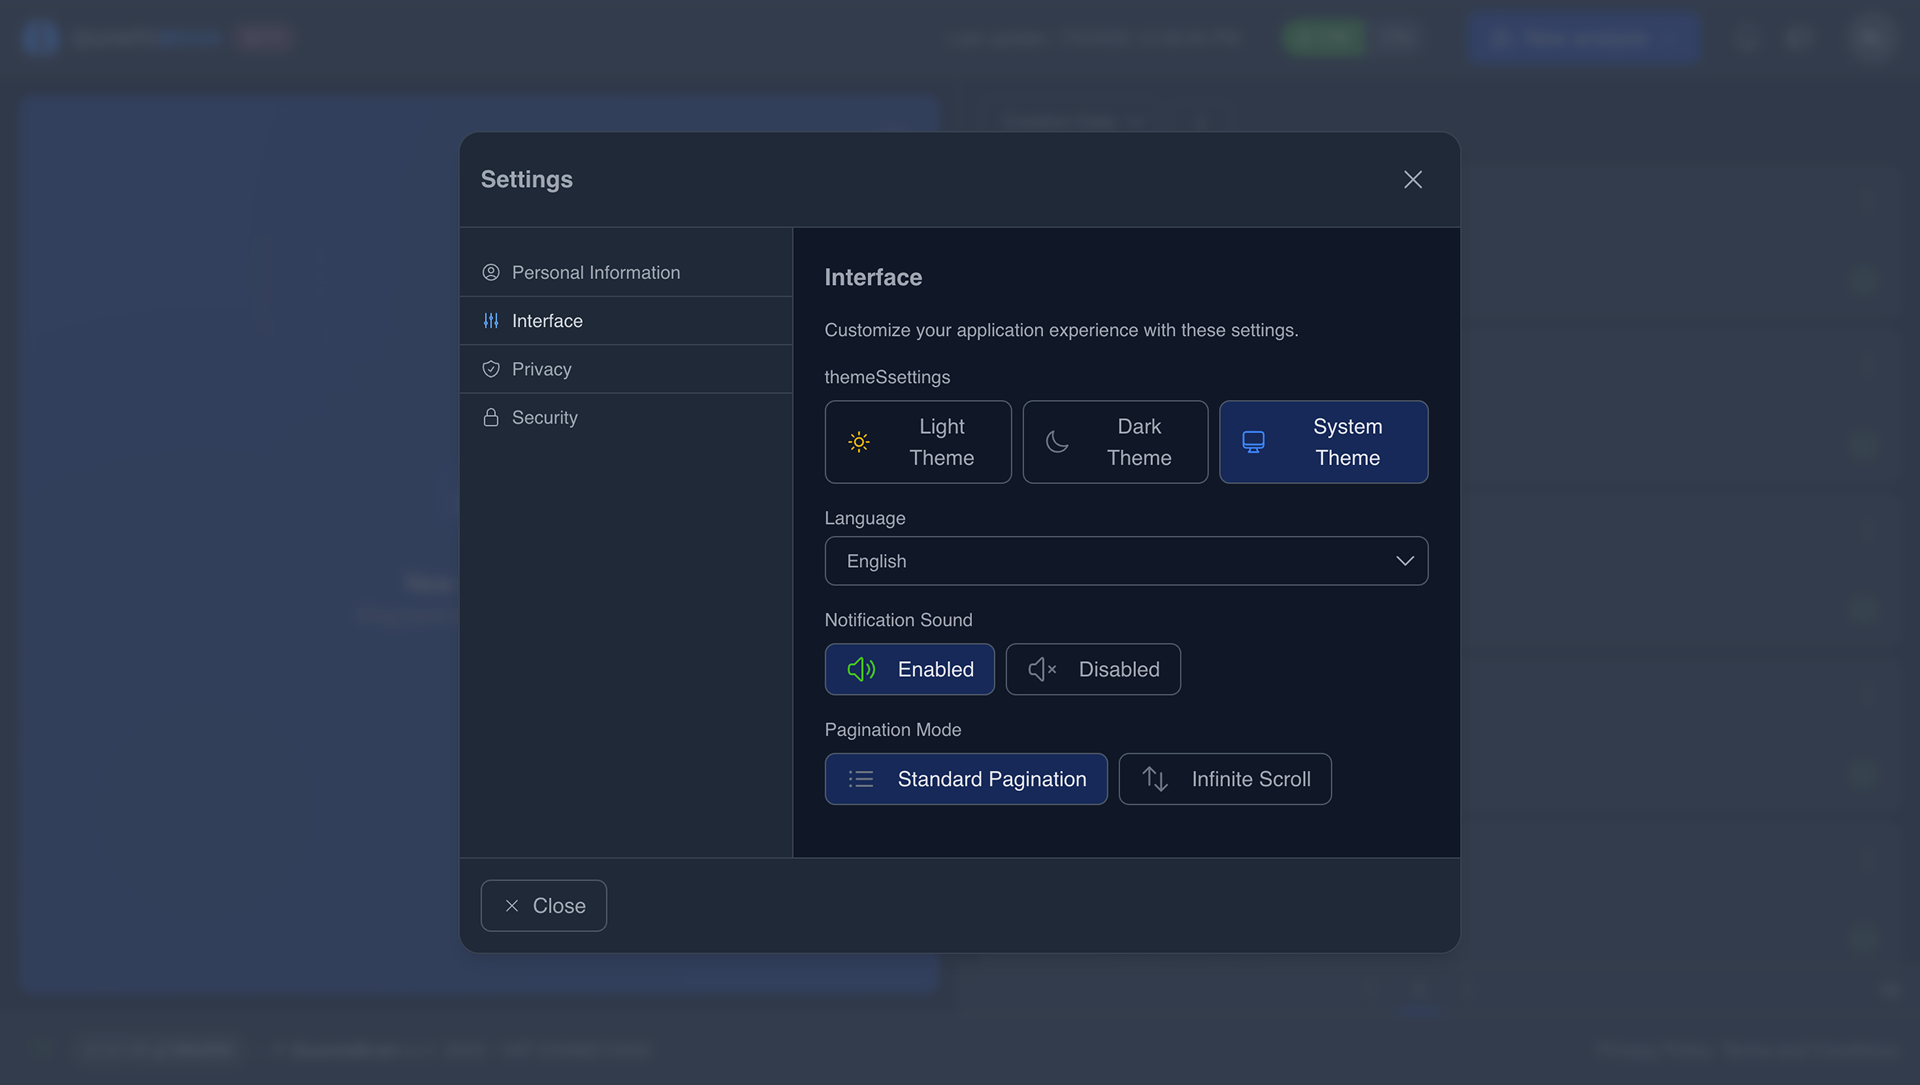 Settings
Personal Information
Interface
Privacy
Security
Interface
Customize your application experience with these settings.
themeSsettings
Light
Theme
Dark
Theme
System
Theme
Language
English
Notification Sound
Enabled
Disabled
Pagination Mode
Standard Pagination
Infinite Scroll
Close